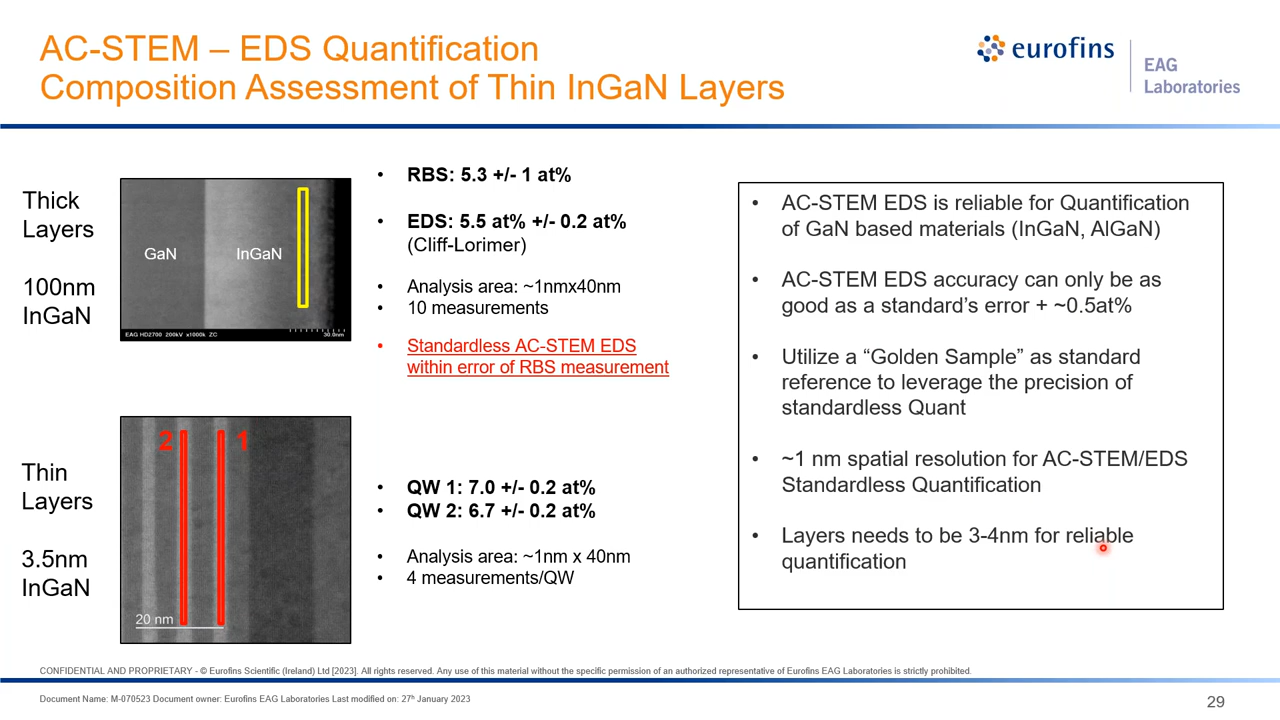 AC-STEM – EDS Quantification
Composition Assessment of Thin InGaN Layers
eurofins
EAG
Laboratories
Thick
Layers
100nm
InGaN
GaN
InGaN
EAG HD2700 200kV x1000k ZC
30.0nm
• RBS: 5.3 +/- 1 at%
• EDS: 5.5 at% +/- 0.2 at%
(Cliff-Lorimer)
• Analysis area: ~1nmx40nm
• 10 measurements
• Standardless AC-STEM EDS
within error of RBS measurement
Thin
Layers
3.5nm
InGaN
2
1
20 nm
• QW 1: 7.0 +/- 0.2 at%
• QW 2: 6.7 +/- 0.2 at%
• Analysis area: ~1nm x 40nm
• 4 measurements/QW
• AC-STEM EDS is reliable for Quantification
of GaN based materials (InGaN, AlGaN)
• AC-STEM EDS accuracy can only be as
good as a standard's error + ~0.5at%
• Utilize a “Golden Sample” as standard
reference to leverage the precision of
standardless Quant
• ~1 nm spatial resolution for AC-STEM/EDS
Standardless Quantification
• Layers needs to be 3-4nm for reliable
quantification
CONFIDENTIAL AND PROPRIETARY - © Eurofins Scientific (Ireland) Ltd [2023]. All rights reserved. Any use of this material without the specific permission of an authorized representative of Eurofins EAG Laboratories is strictly prohibited.
Document Name: M-070523 Document owner: Eurofins EAG Laboratories Last modified on: 27th January 2023
29